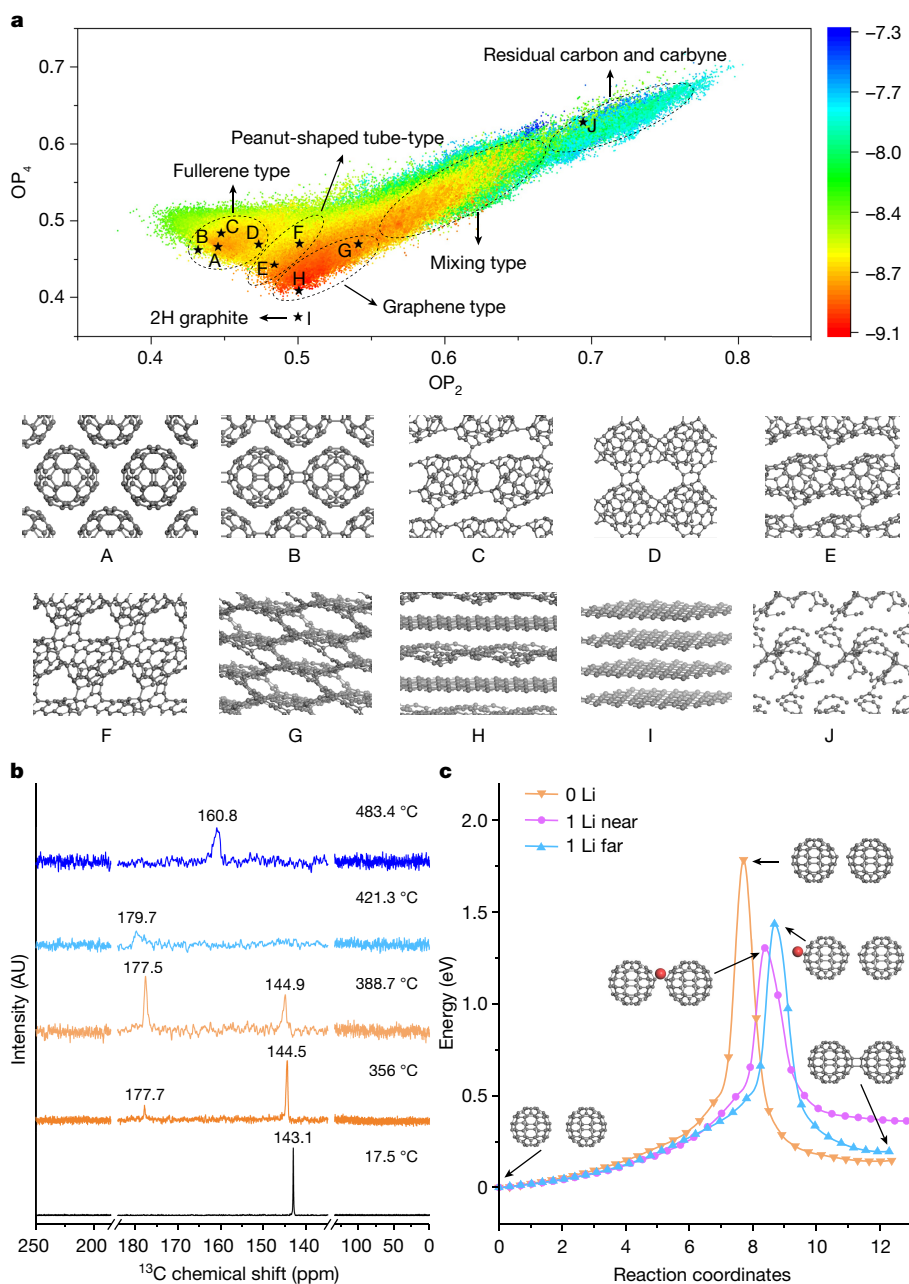 a
0.7
0.6
0.5
0.4
OP4
0.4
0.5
0.6
0.7
0.8
OP2
Residual carbon and carbyne
Peanut-shaped tube-type
Fullerene type
Mixing type
Graphene type
2H graphite
A
B
C
D
E
F
G
H
I
J
−7.3
−8.0
−8.4
−8.7
−9.1
A
B
C
D
E
F
G
H
I
J
b
Intensity (AU)
483.4 °C
160.8
421.3 °C
179.7
388.7 °C
177.5
144.9
356 °C
177.7
144.5
17.5 °C
143.1
250
200
180
160
140
100
50
0
13C chemical shift (ppm)
c
0 Li
1 Li near
1 Li far
2.0
1.5
1.0
0.5
0
Energy (eV)
0
2
4
6
8
10
12
Reaction coordinates